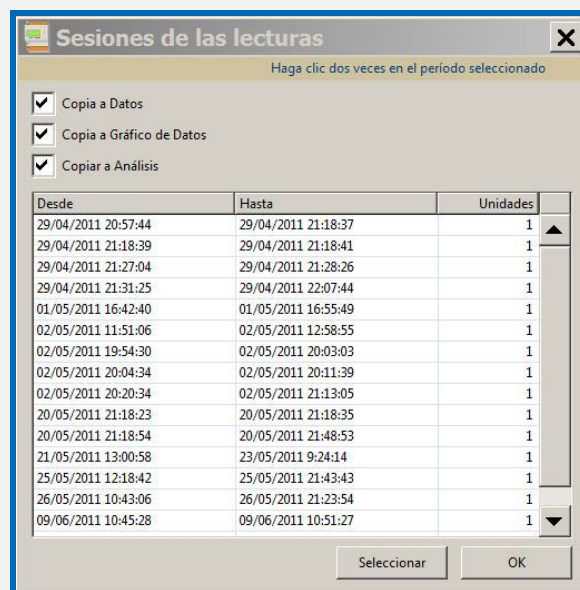 Sesiones de las lecturas
Haga clic dos veces en el período seleccionado
Copia a Datos
Copia a Gráfico de Datos
Copiar a Análisis
Desde Hasta Unidades
29/04/2011 20:57:44 29/04/2011 21:18:37 1
29/04/2011 21:18:39 29/04/2011 21:18:41 1
29/04/2011 21:27:04 29/04/2011 21:28:26 1
29/04/2011 21:31:25 29/04/2011 22:07:44 1
01/05/2011 16:42:40 01/05/2011 16:55:49 1
02/05/2011 11:51:06 02/05/2011 12:58:55 1
02/05/2011 19:54:30 02/05/2011 20:03:03 1
02/05/2011 20:04:34 02/05/2011 20:11:39 1
02/05/2011 20:20:34 02/05/2011 21:13:05 1
20/05/2011 21:18:23 20/05/2011 21:18:35 1
20/05/2011 21:18:54 20/05/2011 21:48:53 1
21/05/2011 13:00:58 23/05/2011 9:24:14 1
25/05/2011 12:18:42 25/05/2011 21:43:43 1
26/05/2011 10:43:06 26/05/2011 21:23:54 1
09/06/2011 10:45:28 09/06/2011 10:51:27 1
Seleccionar OK